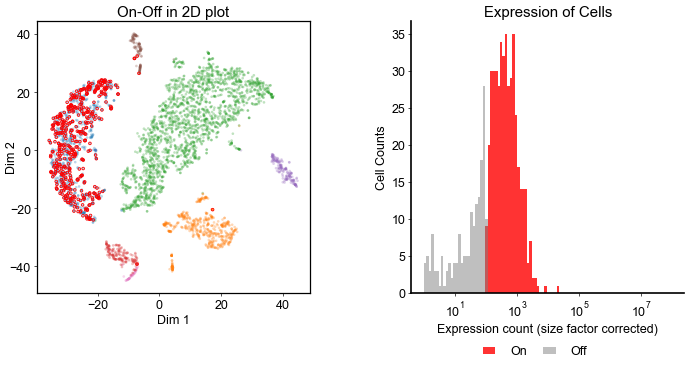 On-Off in 2D plot
40
20
0
−20
−40
Dim 2
−20
0
20
40
Dim 1
Expression of Cells
35
30
25
20
15
10
5
0
Cell Counts
10^1
10^3
10^5
10^7
Expression count (size factor corrected)
On
Off